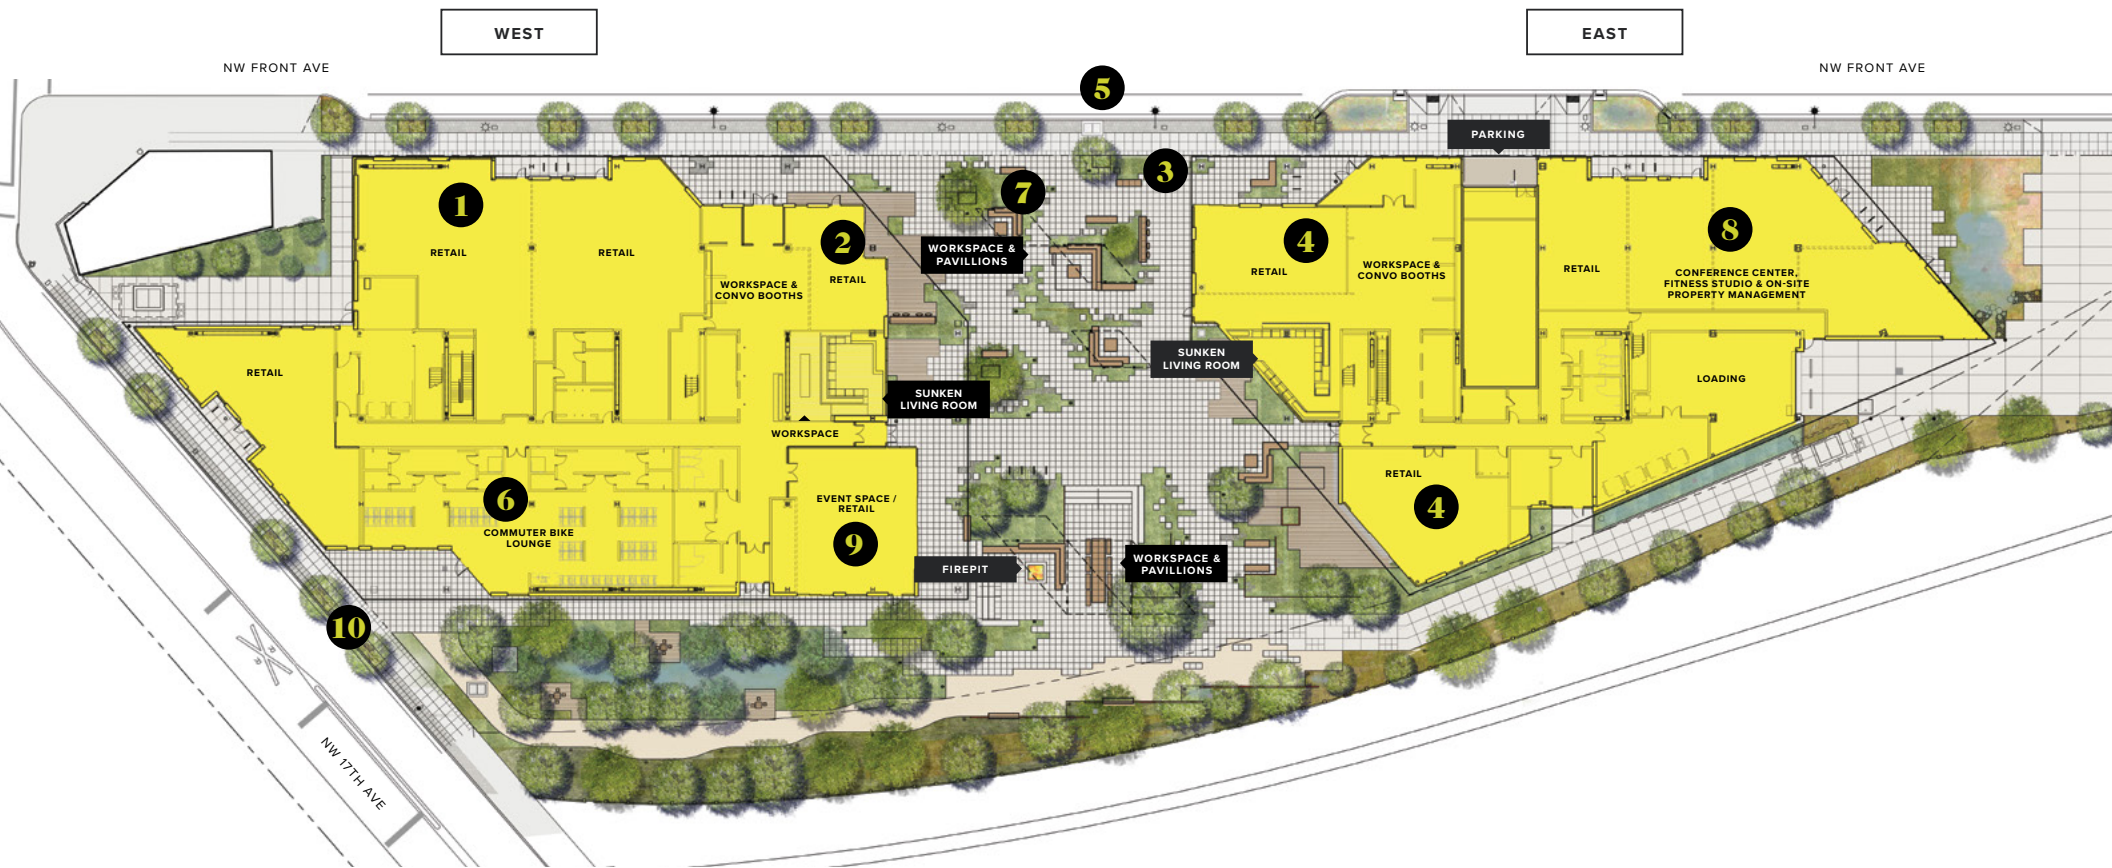 WEST
EAST
NW FRONT AVE
NW FRONT AVE
5
PARKING
3
7
1
2
4
8
WORKSPACE &
PAVILLIONS
RETAIL
RETAIL
RETAIL
WORKSPACE &
CONVO BOOTHS
RETAIL
WORKSPACE &
CONVO BOOTHS
RETAIL
CONFERENCE CENTER,
FITNESS STUDIO & ON-SITE
PROPERTY MANAGEMENT
SUNKEN
LIVING ROOM
RETAIL
LOADING
SUNKEN
LIVING ROOM
WORKSPACE
RETAIL
4
6
COMMUTER BIKE
LOUNGE
EVENT SPACE /
RETAIL
9
FIREPIT
WORKSPACE &
PAVILLIONS
10
NW 17TH AVE